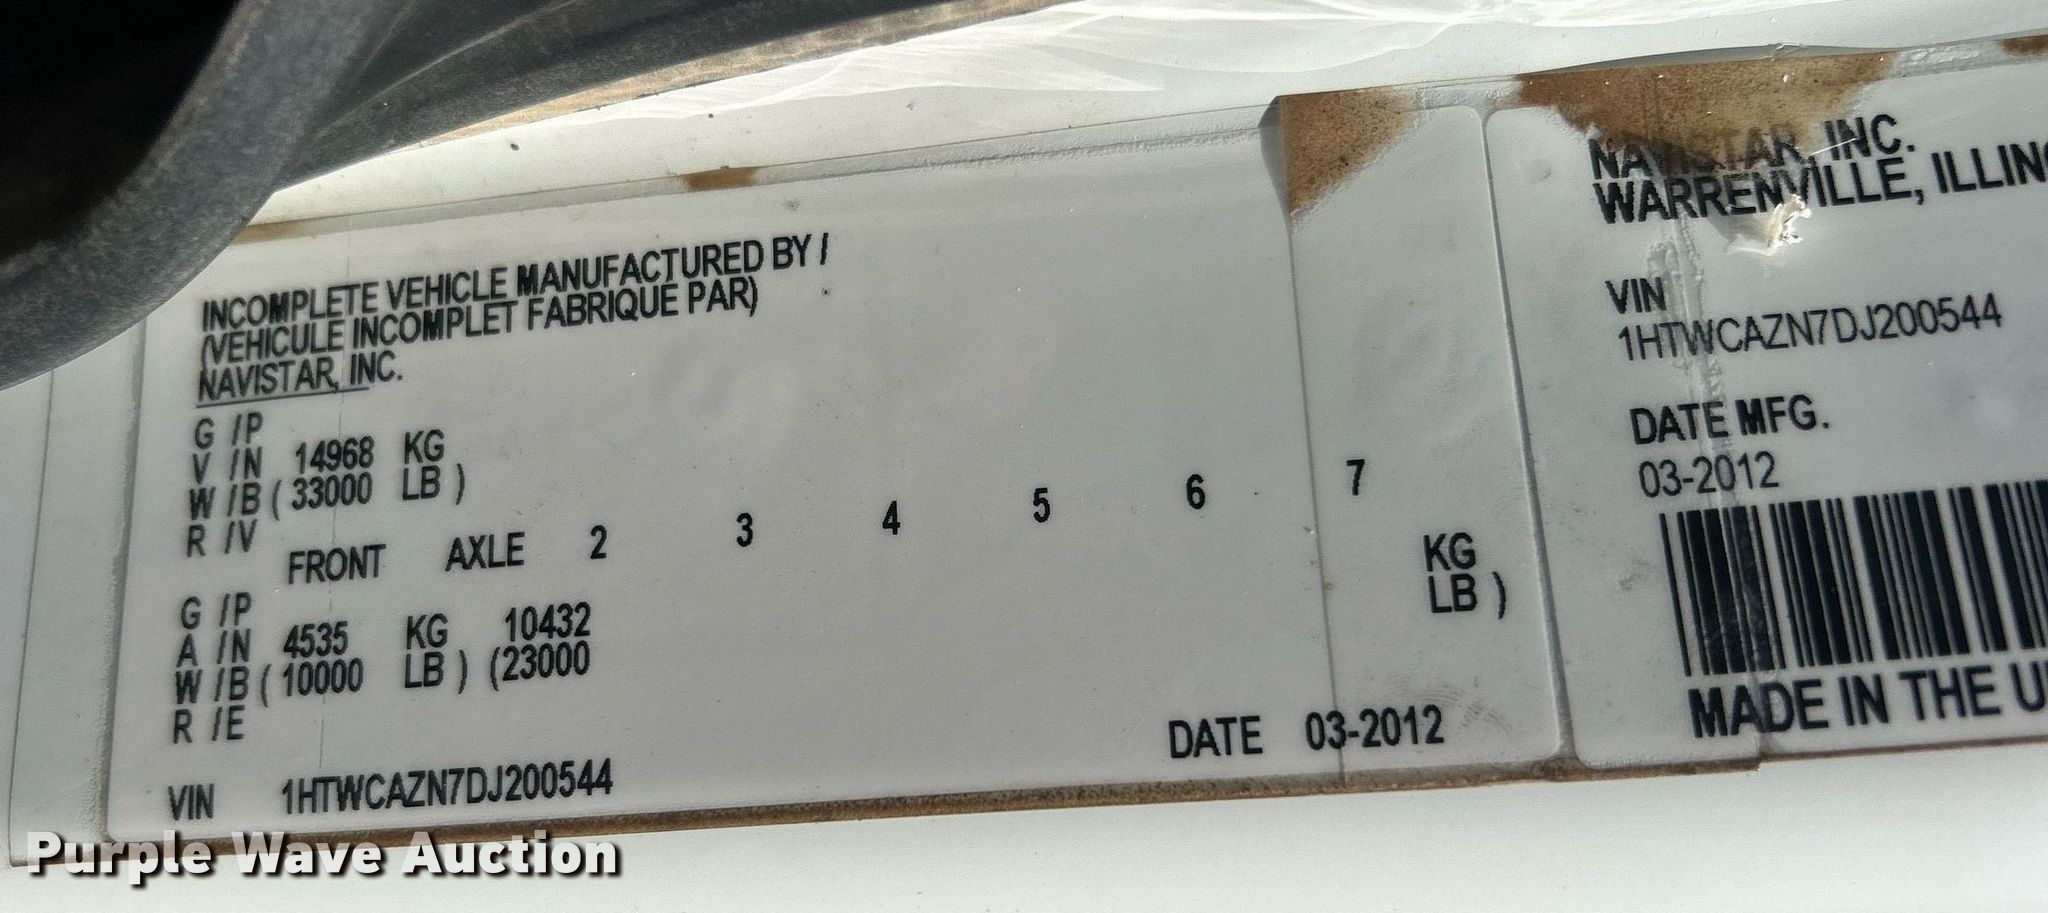 INCOMPLETE VEHICLE MANUFACTURED BY /
(VEHICULE INCOMPLET FABRIQUE PAR)
NAVISTAR, INC.
G /P
V /N 14968 KG
W /B ( 33000 LB )
R /V
FRONT AXLE 2 3 4 5 6 7
G /P
A /N 4535 KG 10432 KG
W /B ( 10000 LB ) (23000 LB )
R /E
DATE 03-2012
VIN 1HTWCAZN7DJ200544
NAVISTAR, INC.
WARRENVILLE, ILLIN
VIN
1HTWCAZN7DJ200544
DATE MFG.
03-2012
MADE IN THE U
Purple Wave Auction